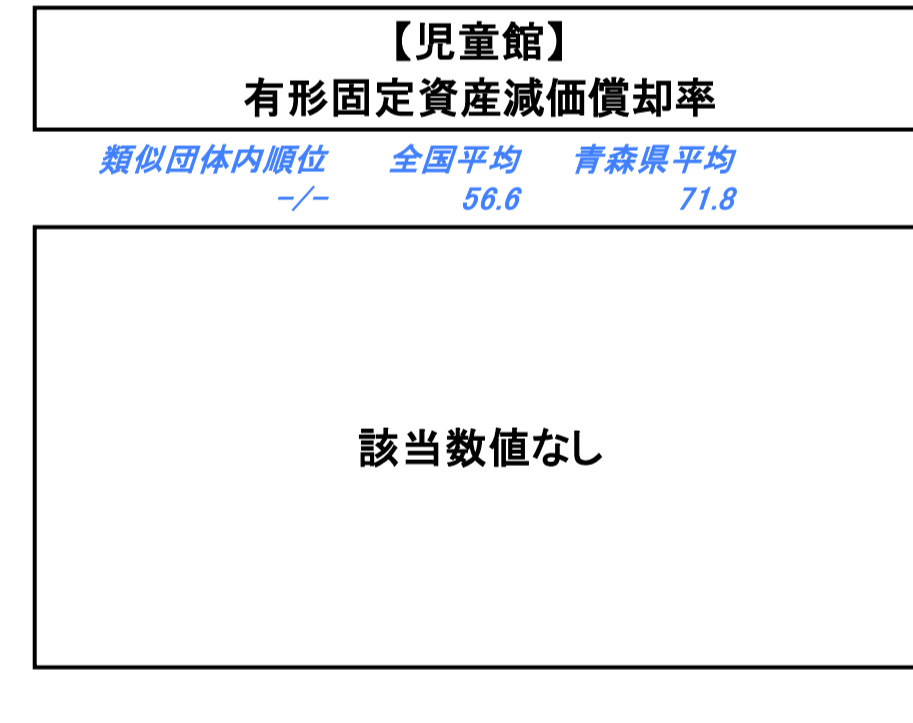 【児童館】
有形固定資産減価償却率
類似団体内順位 全国平均 青森県平均
-/- 56.6 71.8
該当数値なし